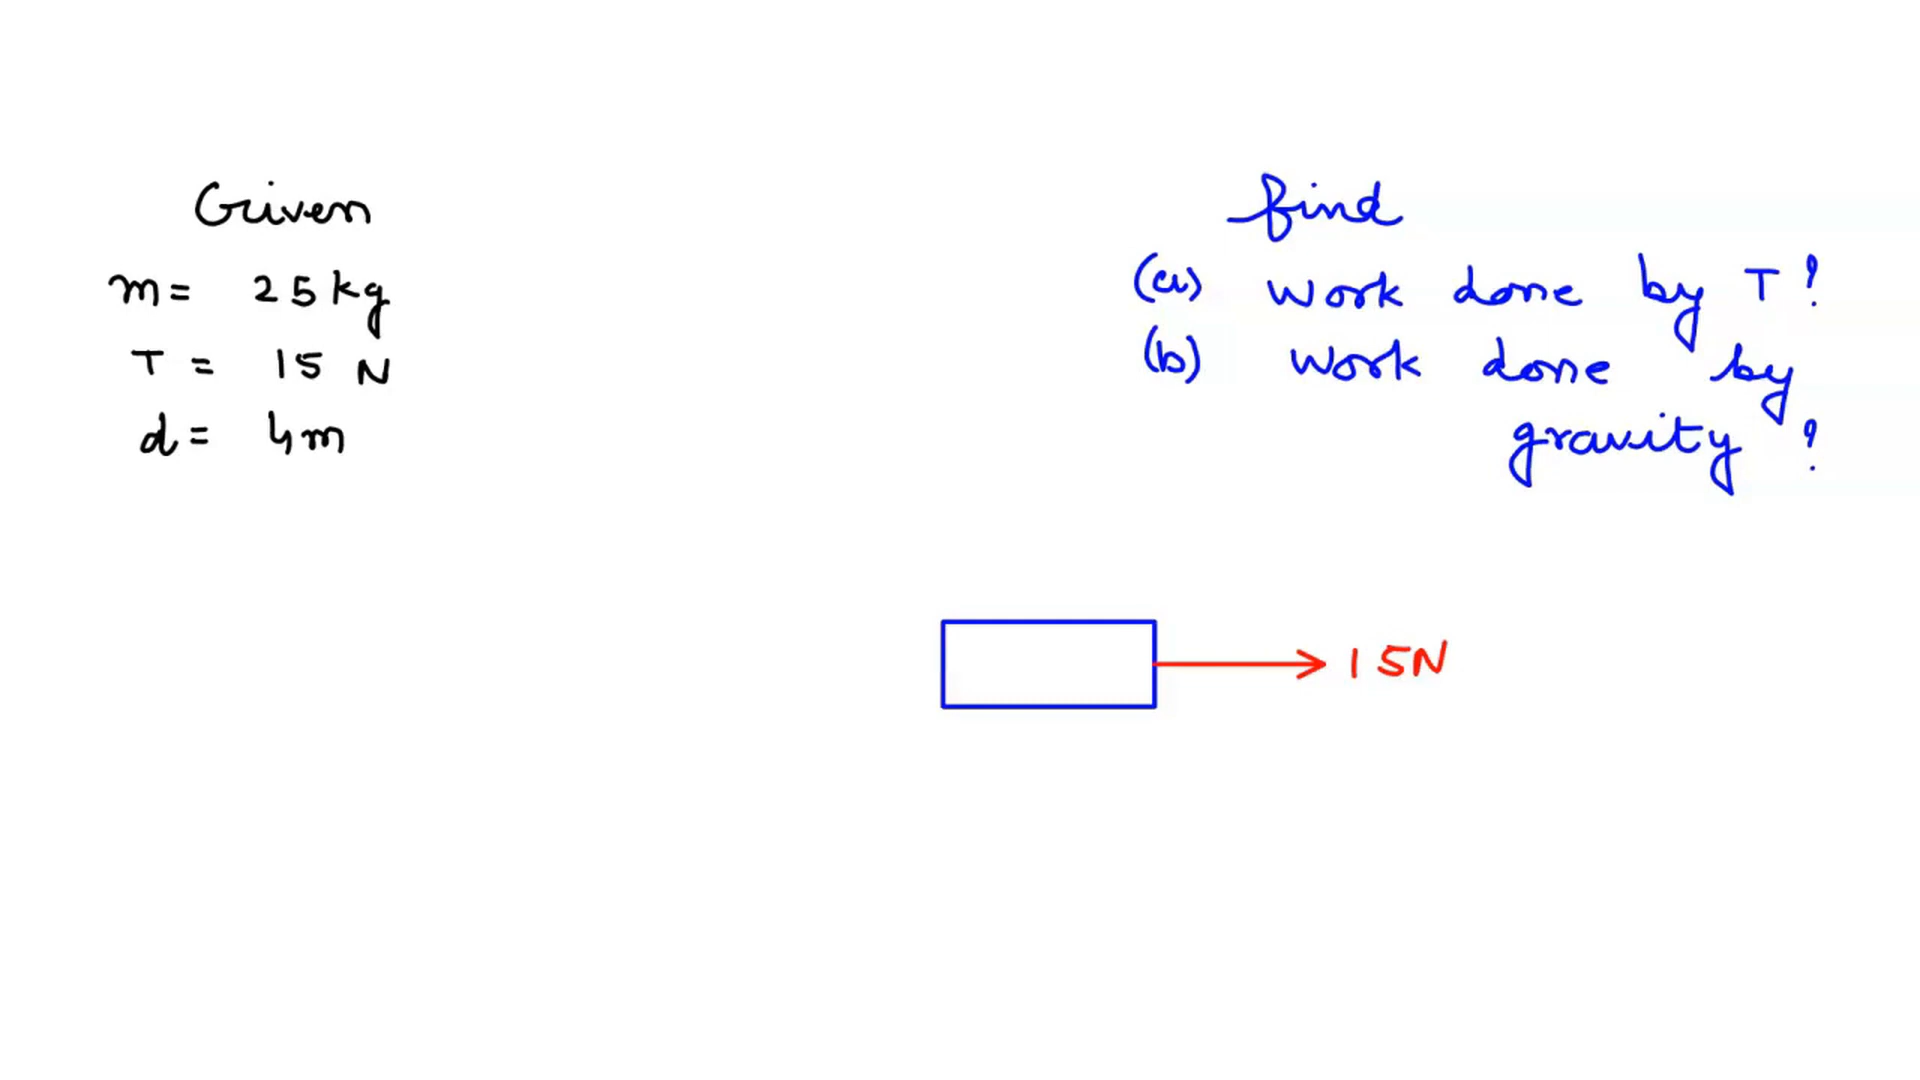 Given
m = 25 kg
T = 15 N
d = 4m
find
(a) work done by T?
(b) work done by
gravity ?
15N